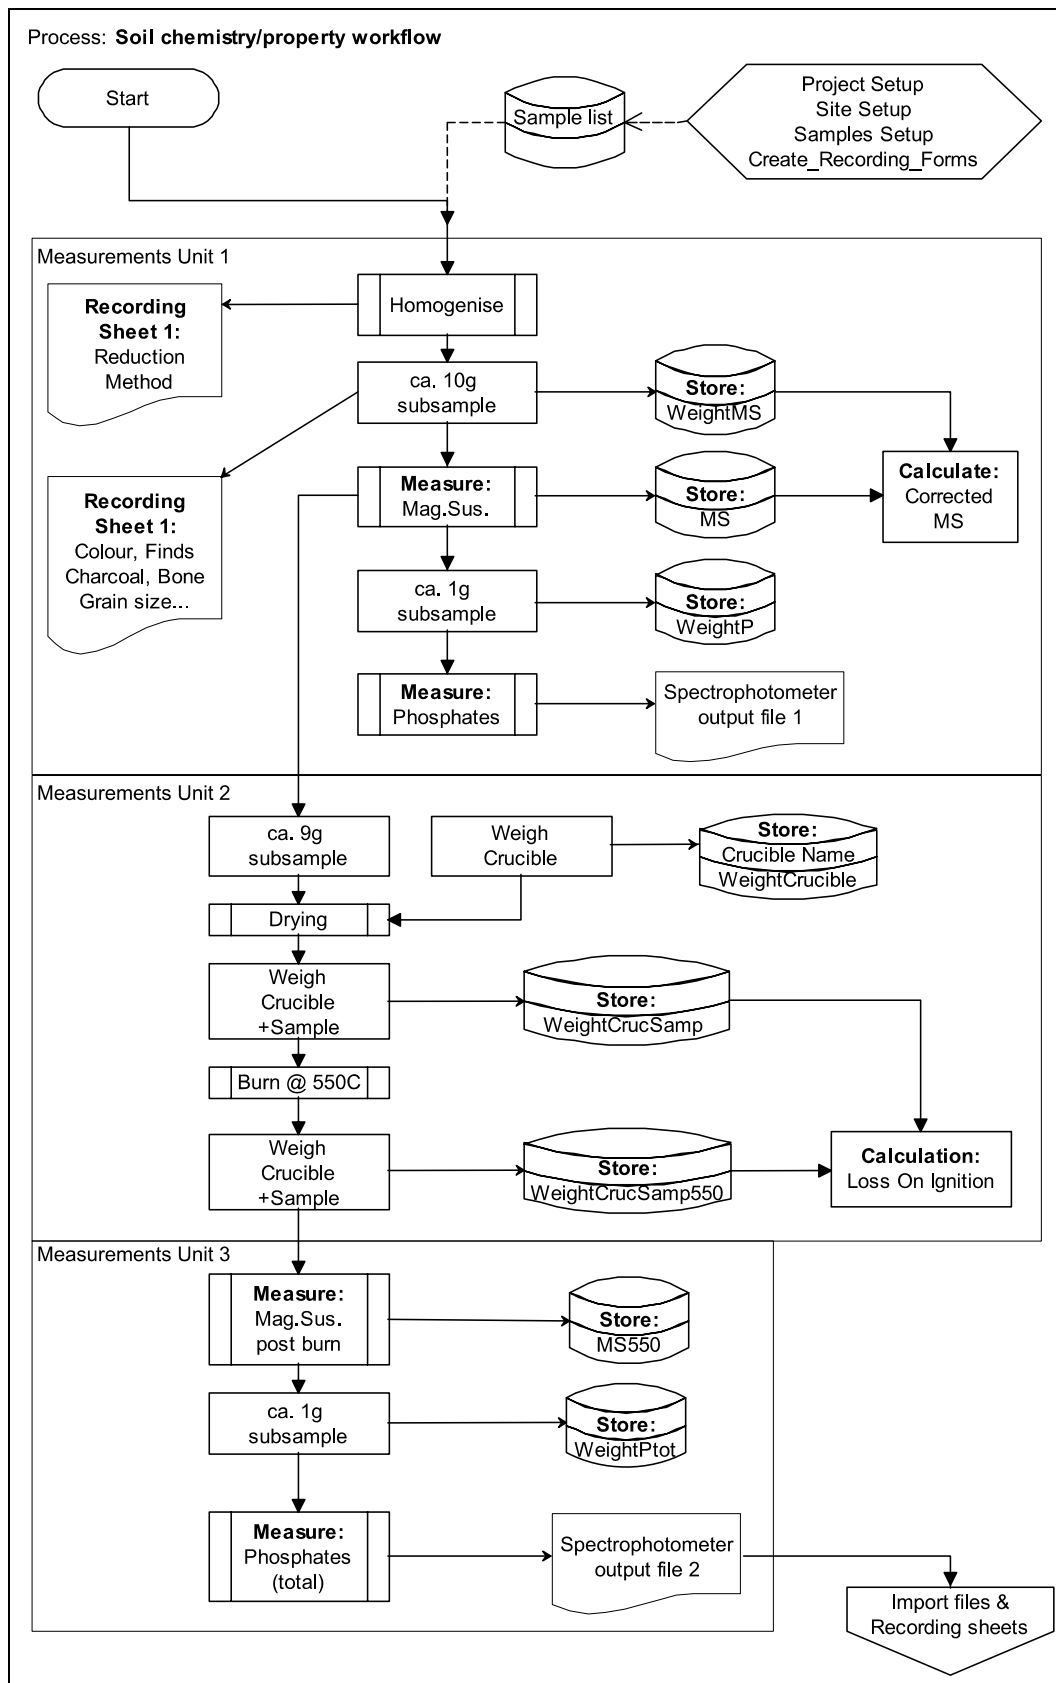 Process: Soil chemistry/property workflow
Start
Sample list
Project Setup
Site Setup
Samples Setup
Create_Recording_Forms
Measurements Unit 1
Homogenise
Recording
Sheet 1:
Reduction
Method
ca. 10g
subsample
Store:
WeightMS
Recording
Sheet 1:
Colour, Finds
Charcoal, Bone
Grain size...
Measure:
Mag.Sus.
Store:
MS
Calculate:
Corrected
MS
ca. 1g
subsample
Store:
WeightP
Measure:
Phosphates
Spectrophotometer
output file 1
Measurements Unit 2
ca. 9g
subsample
Weigh
Crucible
Store:
Crucible Name
WeightCrucible
Drying
Weigh
Crucible
+Sample
Store:
WeightCrucSamp
Burn @ 550C
Weigh
Crucible
+Sample
Store:
WeightCrucSamp550
Calculation:
Loss On Ignition
Measurements Unit 3
Measure:
Mag.Sus.
post burn
Store:
MS550
ca. 1g
subsample
Store:
WeightPtot
Measure:
Phosphates
(total)
Spectrophotometer
output file 2
Import files &
Recording sheets